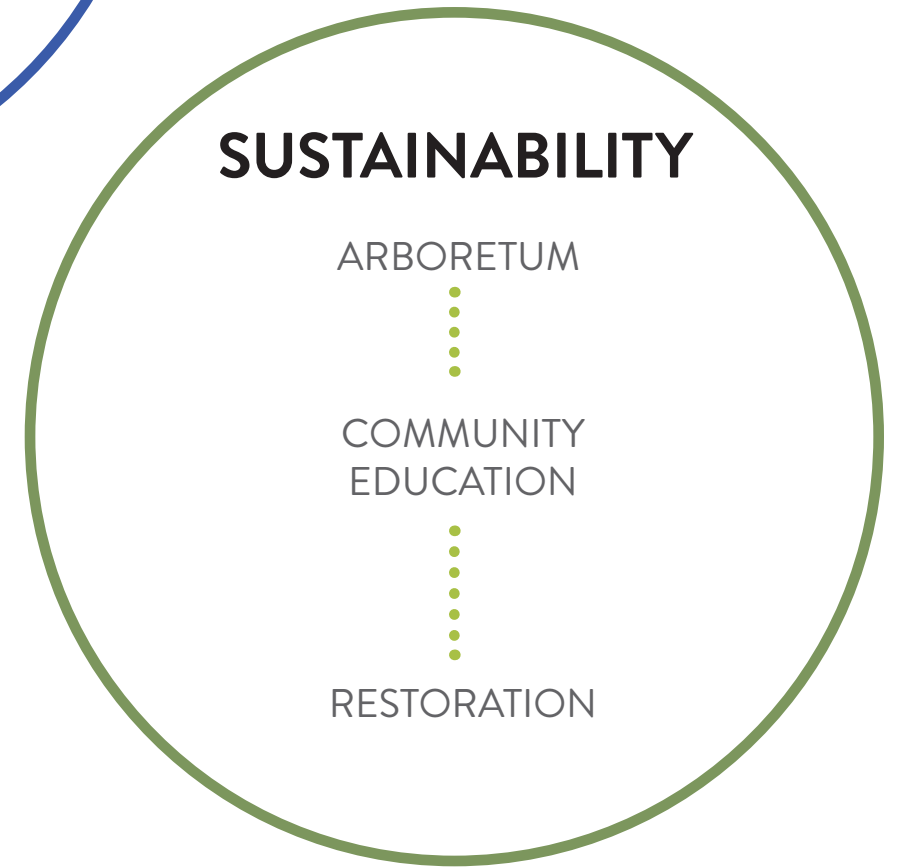 SUSTAINABILITY
ARBORETUM
COMMUNITY
EDUCATION
RESTORATION